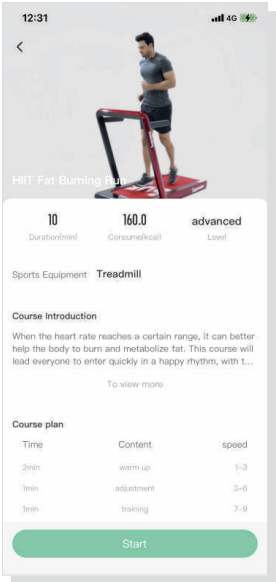 12:31
4G
HIIT Fat Burning Run
10 160.0 advanced
Duration(min) Consume(kcal) Level
Sports Equipment Treadmill
Course Introduction
When the heart rate reaches a certain range, it can better
help the body to burn and metabolize fat. This course will
lead everyone to enter quickly in a happy rhythm, with t...
To view more
Course plan
Time Content speed
2min warm up 1-3
1min adjustment 3-6
1min training 7-9
Start